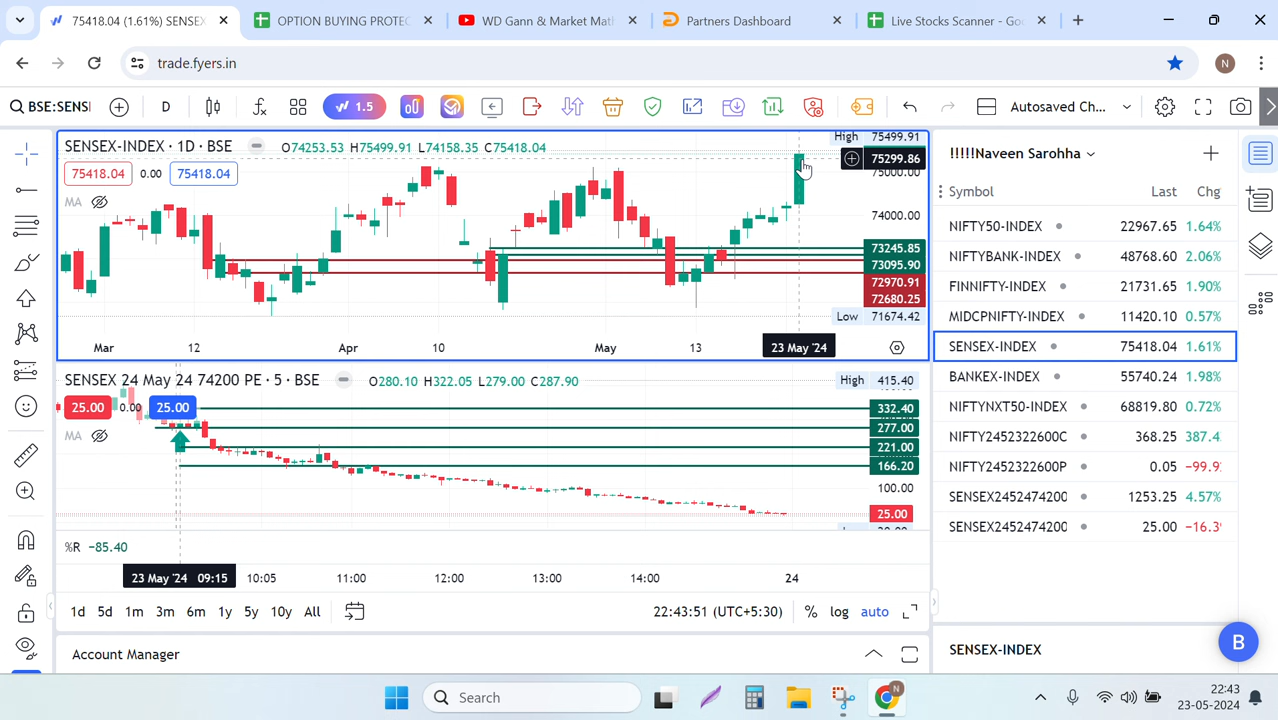 75418.04 (1.61%) SENSEX
OPTION BUYING PROTEC
WD Gann & Market Mat
Partners Dashboard
Live Stocks Scanner - Go
trade.fyers.in
N
BSE:SENSI
D
1.5
Autosaved Ch...
SENSEX-INDEX · 1D · BSE
O74253.53 H75499.91 L74158.35 C75418.04
75418.04 0.00 75418.04
MA
High 75499.91
75299.86
75000.00
74000.00
73245.85
73095.90
72970.91
72680.25
Low 71674.42
Mar 12 Apr 10 May 13 23 May '24
SENSEX 24 May 24 74200 PE · 5 · BSE
O280.10 H322.05 L279.00 C287.90
25.00 0.00 25.00
MA
High 415.40
332.40
277.00
221.00
166.20
100.00
25.00
%R −85.40
23 May '24 09:15 10:05 11:00 12:00 13:00 14:00 24
1d 5d 1m 3m 6m 1y 5y 10y All
22:43:51 (UTC+5:30) % log auto
Account Manager
!!!!!Naveen Sarohha
Symbol Last Chg
NIFTY50-INDEX 22967.65 1.64%
NIFTYBANK-INDEX 48768.60 2.06%
FINNIFTY-INDEX 21731.65 1.90%
MIDCPNIFTY-INDEX 11420.10 0.57%
SENSEX-INDEX 75418.04 1.61%
BANKEX-INDEX 55740.24 1.98%
NIFTYNXT50-INDEX 68819.80 0.72%
NIFTY2452322600C 368.25 387.4
NIFTY2452322600P 0.05 −99.9
SENSEX2452474200 1253.25 4.57%
SENSEX2452474200 25.00 −16.3
SENSEX-INDEX
B
Search
N
22:43
23-05-2024